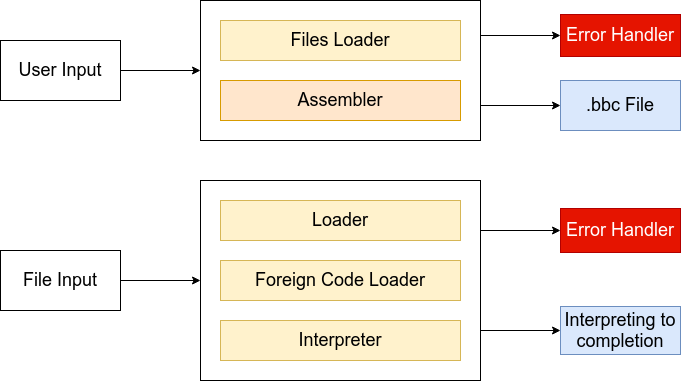 User Input
Files Loader
Assembler
Error Handler
.bbc File
File Input
Loader
Foreign Code Loader
Interpreter
Error Handler
Interpreting to
completion